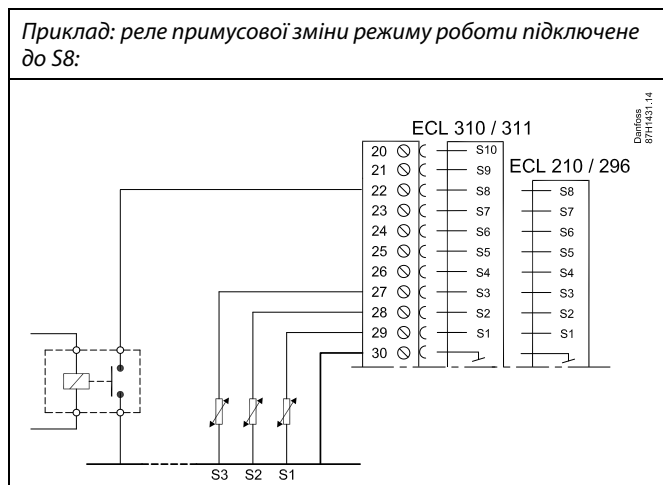 Приклад: реле примусової зміни режиму роботи підключене
до S8:
Danfoss
87H1431.14
ECL 310 / 311
ECL 210 / 296
20 S10
21 S9
22 S8 S8
23 S7 S7
24 S6 S6
25 S5 S5
26 S4 S4
27 S3 S3
28 S2 S2
29 S1 S1
30
S3 S2 S1